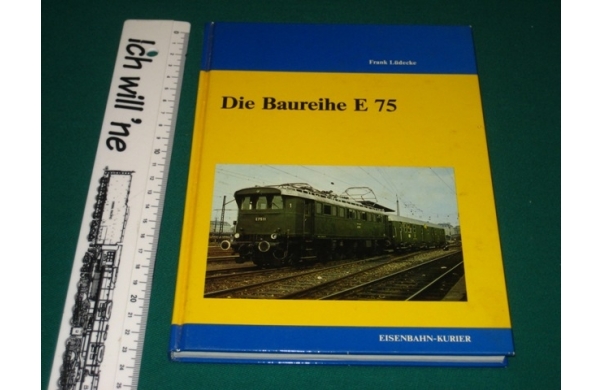 Ich will 'ne
Frank Lüdecke
Die Baureihe E 75
EISENBAHN-KURIER